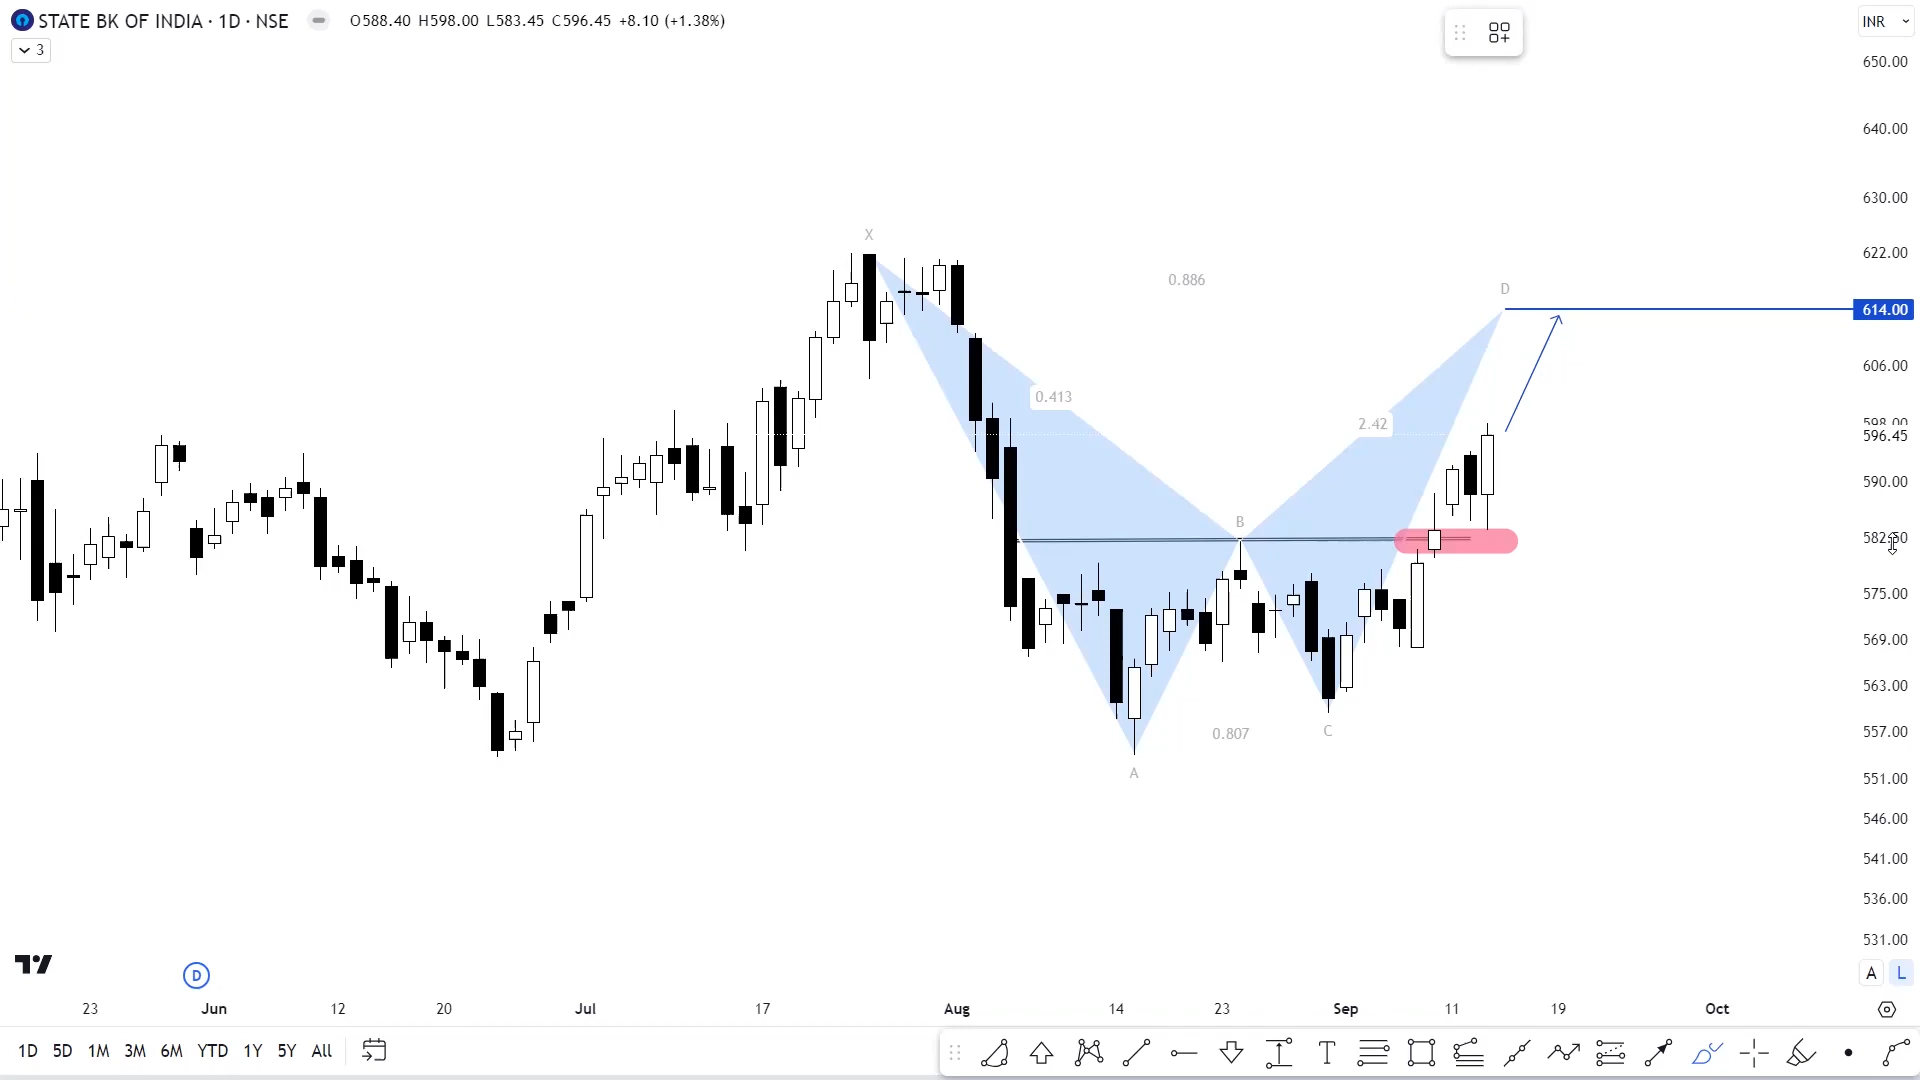 STATE BK OF INDIA · 1D · NSE
O588.40 H598.00 L583.45 C596.45 +8.10 (+1.38%)
INR
3
650.00
640.00
630.00
X
622.00
0.886
D
614.00
606.00
0.413
2.42
598.00
596.45
590.00
B
582.50
575.00
569.00
563.00
0.807
C
557.00
A
551.00
546.00
541.00
536.00
531.00
D
A L
23 Jun 12 20 Jul 17 Aug 14 23 Sep 11 19 Oct
1D 5D 1M 3M 6M YTD 1Y 5Y All
T